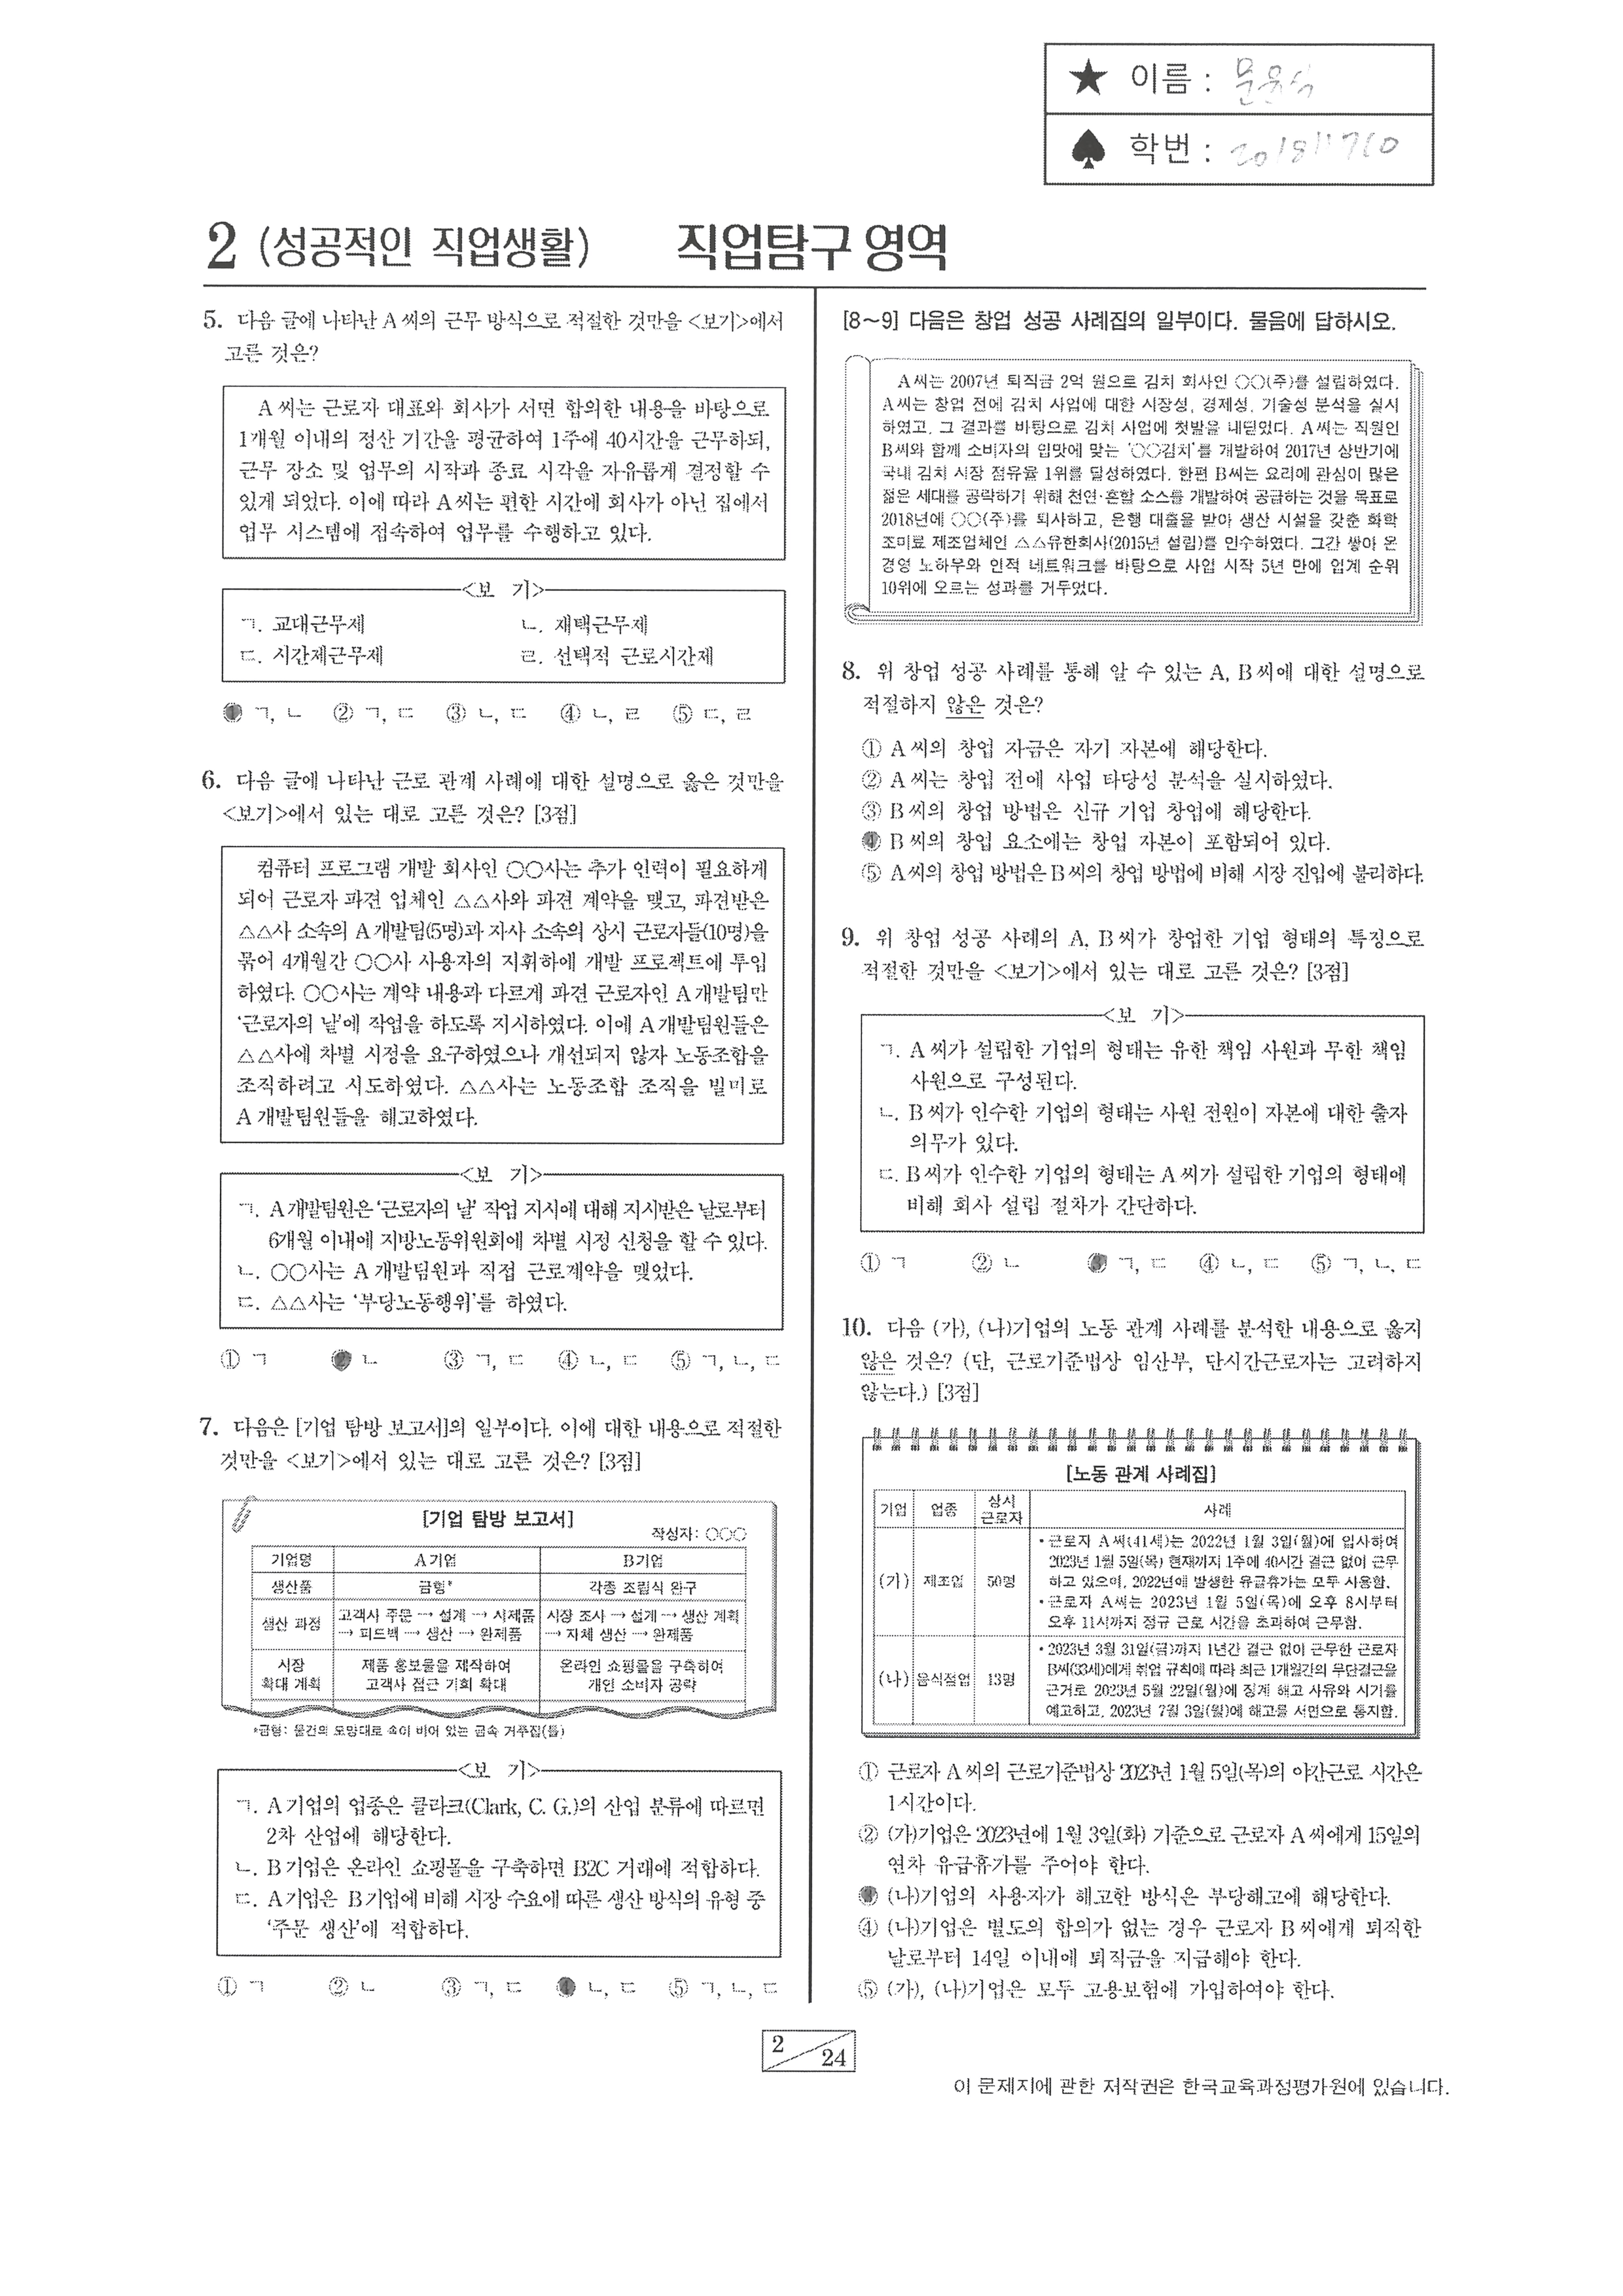 ★ 이름 : 문윤식
♠ 학번 : 201811710
2 (성공적인 직업생활) 직업탐구 영역
5. 다음 글에 나타난 A씨의 근무 방식으로 적절한 것만을 <보기>에서
고른 것은?
A씨는 근로자 대표와 회사가 서면 합의한 내용을 바탕으로
1개월 이내의 정산 기간을 평균하여 1주에 40시간을 근무하되,
근무 장소 및 업무의 시작과 종료 시각을 자유롭게 결정할 수
있게 되었다. 이에 따라 A씨는 편한 시간에 회사가 아닌 집에서
업무 시스템에 접속하여 업무를 수행하고 있다.
<보 기>
ㄱ. 교대근무제 ㄴ. 재택근무제
ㄷ. 시간제근무제 ㄹ. 선택적 근로시간제
① ㄱ, ㄴ ② ㄱ, ㄷ ③ ㄴ, ㄷ ④ ㄴ, ㄹ ⑤ ㄷ, ㄹ
6. 다음 글에 나타난 근로 관계 사례에 대한 설명으로 옳은 것만을
<보기>에서 있는 대로 고른 것은? [3점]
컴퓨터 프로그램 개발 회사인 ○○사는 추가 인력이 필요하게
되어 근로자 파견 업체인 △△사와 파견 계약을 맺고, 파견받은
△△사 소속의 A개발팀(5명)과 자사 소속의 상시 근로자들(10명)을
묶어 4개월간 ○○사 사용자의 지휘하에 개발 프로젝트에 투입
하였다. ○○사는 계약 내용과 다르게 파견 근로자인 A개발팀만
‘근로자의 날’에 작업을 하도록 지시하였다. 이에 A개발팀원들은
△△사에 차별 시정을 요구하였으나 개선되지 않자 노동조합을
조직하려고 시도하였다. △△사는 노동조합 조직을 빌미로
A개발팀원들을 해고하였다.
<보 기>
ㄱ. A개발팀원은 ‘근로자의 날’ 작업 지시에 대해 지시받은 날로부터
6개월 이내에 지방노동위원회에 차별 시정 신청을 할 수 있다.
ㄴ. ○○사는 A개발팀원과 직접 근로계약을 맺었다.
ㄷ. △△사는 ‘부당노동행위’를 하였다.
① ㄱ ② ㄴ ③ ㄱ, ㄷ ④ ㄴ, ㄷ ⑤ ㄱ, ㄴ, ㄷ
7. 다음은 [기업 탐방 보고서]의 일부이다. 이에 대한 내용으로 적절한
것만을 <보기>에서 있는 대로 고른 것은? [3점]
[기업 탐방 보고서]
작성자: ○○○
기업명 A기업 B기업
생산품 금형* 각종 조립식 완구
생산 과정 고객사 주문 → 설계 → 시제품 → 피드백 → 생산 → 완제품 시장 조사 → 설계 → 생산 계획 → 자체 생산 → 완제품
시장 확대 계획 제품 홍보물을 제작하여 고객사 접근 기회 확대 온라인 쇼핑몰을 구축하여 개인 소비자 공략
*금형: 물건의 모양대로 속이 비어 있는 금속 거푸집(틀)
<보 기>
ㄱ. A기업의 업종은 클라크(Clark, C. G.)의 산업 분류에 따르면
2차 산업에 해당한다.
ㄴ. B기업은 온라인 쇼핑몰을 구축하면 B2C 거래에 적합하다.
ㄷ. A기업은 B기업에 비해 시장 수요에 따른 생산 방식의 유형 중
‘주문 생산’에 적합하다.
① ㄱ ② ㄴ ③ ㄱ, ㄷ ④ ㄴ, ㄷ ⑤ ㄱ, ㄴ, ㄷ
[8~9] 다음은 창업 성공 사례집의 일부이다. 물음에 답하시오.
A씨는 2007년 퇴직금 2억 원으로 김치 회사인 ○○(주)를 설립하였다.
A씨는 창업 전에 김치 사업에 대한 시장성, 경제성, 기술성 분석을 실시
하였고, 그 결과를 바탕으로 김치 사업에 첫발을 내딛었다. A씨는 직원인
B씨와 함께 소비자의 입맛에 맞는 ‘○○김치’를 개발하여 2017년 상반기에
국내 김치 시장 점유율 1위를 달성하였다. 한편 B씨는 요리에 관심이 많은
젊은 세대를 공략하기 위해 천연·혼합 소스를 개발하여 공급하는 것을 목표로
2018년에 ○○(주)를 퇴사하고, 은행 대출을 받아 생산 시설을 갖춘 화학
조미료 제조업체인 △△유한회사(2015년 설립)를 인수하였다. 그간 쌓아 온
경영 노하우와 인적 네트워크를 바탕으로 사업 시작 5년 만에 업계 순위
10위에 오르는 성과를 거두었다.
8. 위 창업 성공 사례를 통해 알 수 있는 A, B씨에 대한 설명으로
적절하지 않은 것은?
① A씨의 창업 자금은 자기 자본에 해당한다.
② A씨는 창업 전에 사업 타당성 분석을 실시하였다.
③ B씨의 창업 방법은 신규 기업 창업에 해당한다.
④ B씨의 창업 요소에는 창업 자본이 포함되어 있다.
⑤ A씨의 창업 방법은 B씨의 창업 방법에 비해 시장 진입에 불리하다.
9. 위 창업 성공 사례의 A, B씨가 창업한 기업 형태의 특징으로
적절한 것만을 <보기>에서 있는 대로 고른 것은? [3점]
<보 기>
ㄱ. A씨가 설립한 기업의 형태는 유한 책임 사원과 무한 책임
사원으로 구성된다.
ㄴ. B씨가 인수한 기업의 형태는 사원 전원이 자본에 대한 출자
의무가 있다.
ㄷ. B씨가 인수한 기업의 형태는 A씨가 설립한 기업의 형태에
비해 회사 설립 절차가 간단하다.
① ㄱ ② ㄴ ③ ㄱ, ㄷ ④ ㄴ, ㄷ ⑤ ㄱ, ㄴ, ㄷ
10. 다음 (가), (나)기업의 노동 관계 사례를 분석한 내용으로 옳지
않은 것은? (단, 근로기준법상 임산부, 단시간근로자는 고려하지
않는다.) [3점]
[노동 관계 사례집]
기업 업종 상시 근로자 사례
(가) 제조업 50명
• 근로자 A씨(41세)는 2022년 1월 3일(월)에 입사하여
2023년 1월 5일(목) 현재까지 1주에 40시간 결근 없이 근무
하고 있으며, 2022년에 발생한 유급휴가는 모두 사용함.
• 근로자 A씨는 2023년 1월 5일(목)에 오후 8시부터
오후 11시까지 정규 근로 시간을 초과하여 근무함.
(나) 음식점업 13명
• 2023년 3월 31일(금)까지 1년간 결근 없이 근무한 근로자
B씨(33세)에게 취업 규칙에 따라 최근 1개월간의 무단결근을
근거로 2023년 5월 22일(월)에 징계 해고 사유와 시기를
예고하고, 2023년 7월 3일(월)에 해고를 서면으로 통지함.
① 근로자 A씨의 근로기준법상 2023년 1월 5일(목)의 야간근로 시간은
1시간이다.
② (가)기업은 2023년에 1월 3일(화) 기준으로 근로자 A씨에게 15일의
연차 유급휴가를 주어야 한다.
③ (나)기업의 사용자가 해고한 방식은 부당해고에 해당한다.
④ (나)기업은 별도의 합의가 없는 경우 근로자 B씨에게 퇴직한
날로부터 14일 이내에 퇴직금을 지급해야 한다.
⑤ (가), (나)기업은 모두 고용보험에 가입하여야 한다.
2 / 24
이 문제지에 관한 저작권은 한국교육과정평가원에 있습니다.